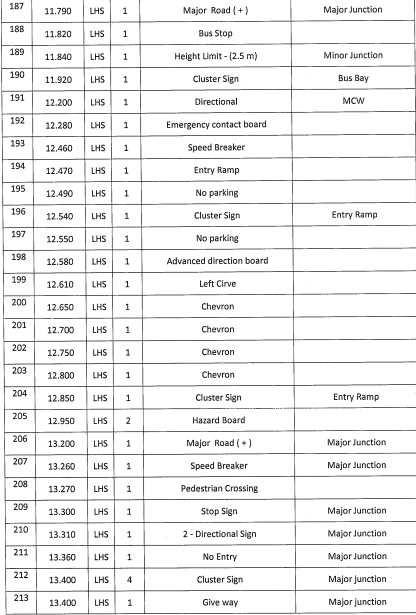 187 11.790 LHS 1 Major Road ( + ) Major Junction
188 11.820 LHS 1 Bus Stop
189 11.840 LHS 1 Height Limit - (2.5 m) Minor Junction
190 11.920 LHS 1 Cluster Sign Bus Bay
191 12.200 LHS 1 Directional MCW
192 12.280 LHS 1 Emergency contact board
193 12.460 LHS 1 Speed Breaker
194 12.470 LHS 1 Entry Ramp
195 12.490 LHS 1 No parking
196 12.540 LHS 1 Cluster Sign Entry Ramp
197 12.550 LHS 1 No parking
198 12.580 LHS 1 Advanced direction board
199 12.610 LHS 1 Left Cirve
200 12.650 LHS 1 Chevron
201 12.700 LHS 1 Chevron
202 12.750 LHS 1 Chevron
203 12.800 LHS 1 Chevron
204 12.850 LHS 1 Cluster Sign Entry Ramp
205 12.950 LHS 2 Hazard Board
206 13.200 LHS 1 Major Road ( + ) Major Junction
207 13.260 LHS 1 Speed Breaker Major Junction
208 13.270 LHS 1 Pedestrian Crossing
209 13.300 LHS 1 Stop Sign Major Junction
210 13.310 LHS 1 2 - Directional Sign Major Junction
211 13.360 LHS 1 No Entry Major Junction
212 13.400 LHS 4 Cluster Sign Major junction
213 13.400 LHS 1 Give way Major junction